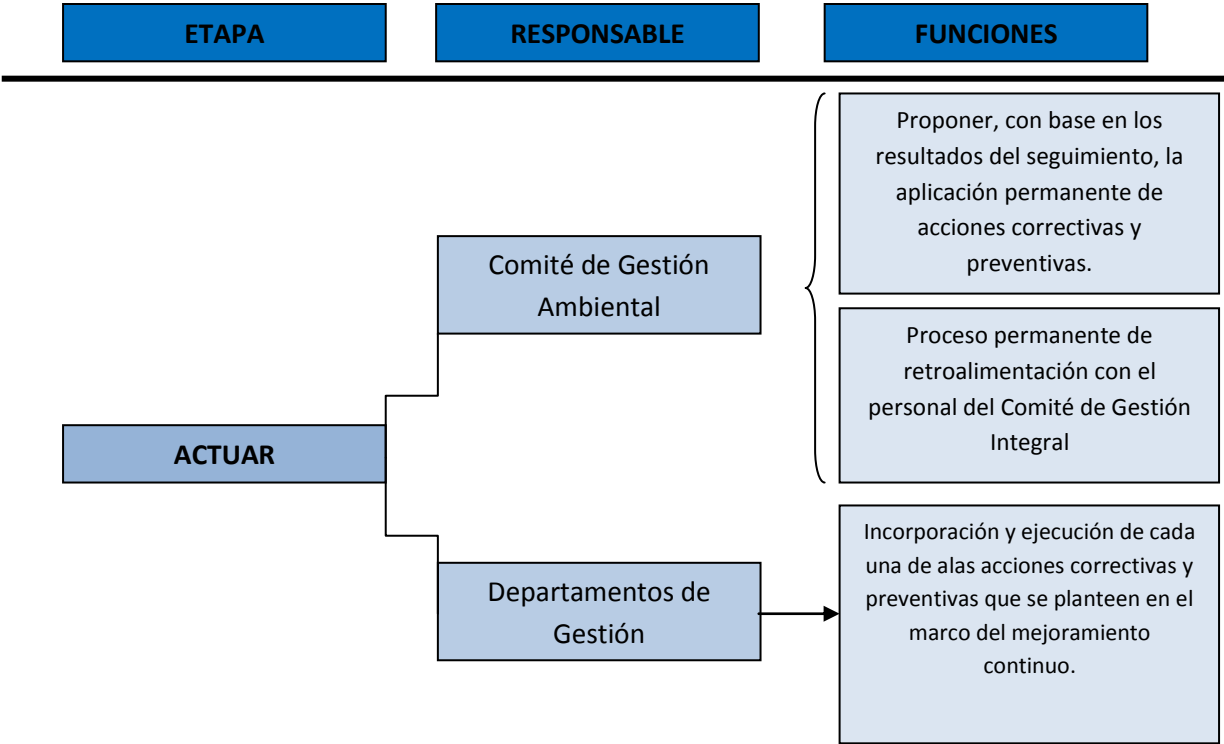 ETAPA
RESPONSABLE
FUNCIONES
Proponer, con base en los
resultados del seguimiento, la
aplicación permanente de
acciones correctivas y
preventivas.
Comité de Gestión
Ambiental
Proceso permanente de
retroalimentación con el
personal del Comité de Gestión
Integral
ACTUAR
Departamentos de
Gestión
Incorporación y ejecución de cada
una de alas acciones correctivas y
preventivas que se planteen en el
marco del mejoramiento
continuo.